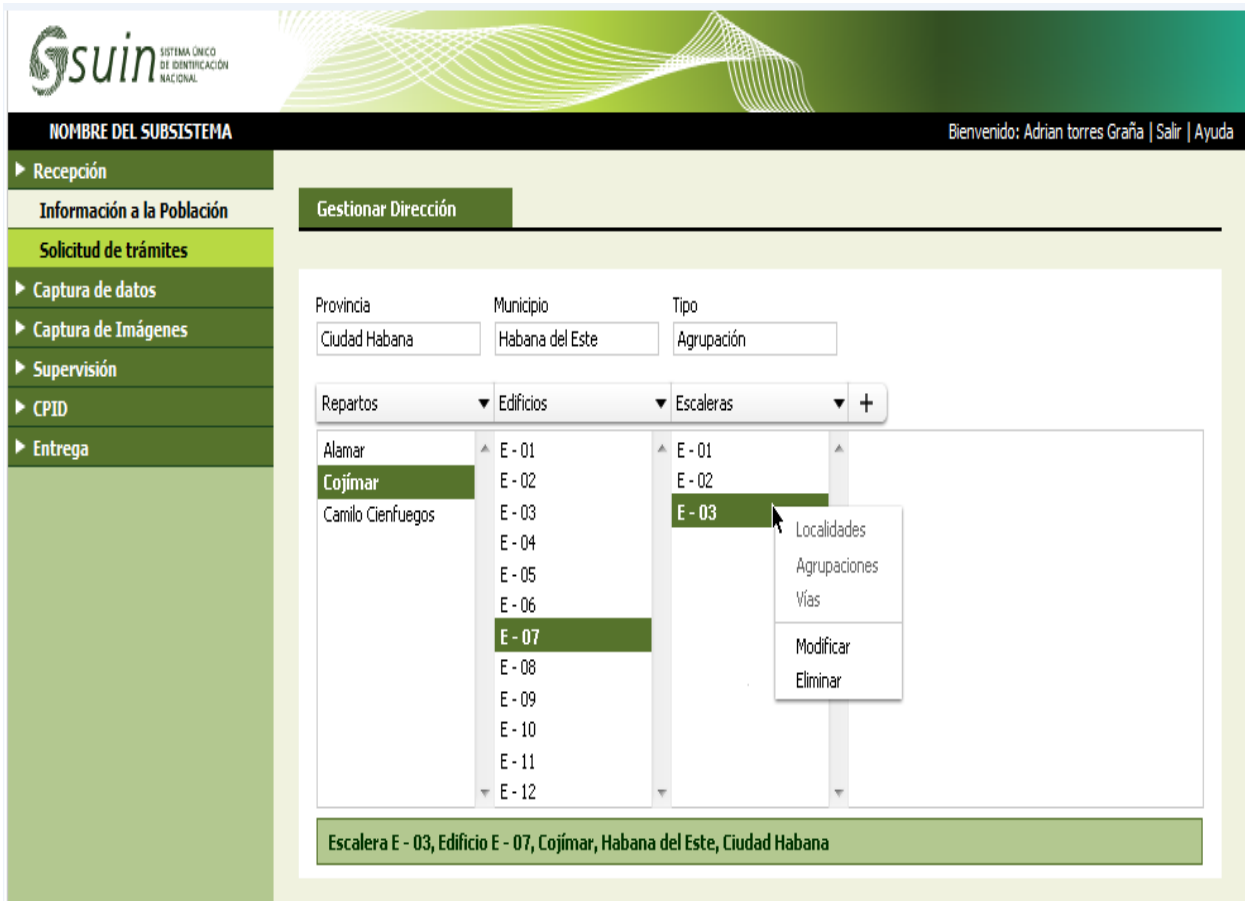 suin
SISTEMA ÚNICO
DE IDENTIFICACIÓN
NACIONAL
NOMBRE DEL SUBSISTEMA
Bienvenido: Adrian torres Graña | Salir | Ayuda
Recepción
Información a la Población
Solicitud de trámites
Captura de datos
Captura de Imágenes
Supervisión
CPID
Entrega
Gestionar Dirección
Provincia Municipio Tipo
Ciudad Habana Habana del Este Agrupación
Repartos Edificios Escaleras +
Alamar
Cojímar
Camilo Cienfuegos
E - 01
E - 02
E - 03
E - 04
E - 05
E - 06
E - 07
E - 08
E - 09
E - 10
E - 11
E - 12
E - 01
E - 02
E - 03
Localidades
Agrupaciones
Vías
Modificar
Eliminar
Escalera E - 03, Edificio E - 07, Cojímar, Habana del Este, Ciudad Habana